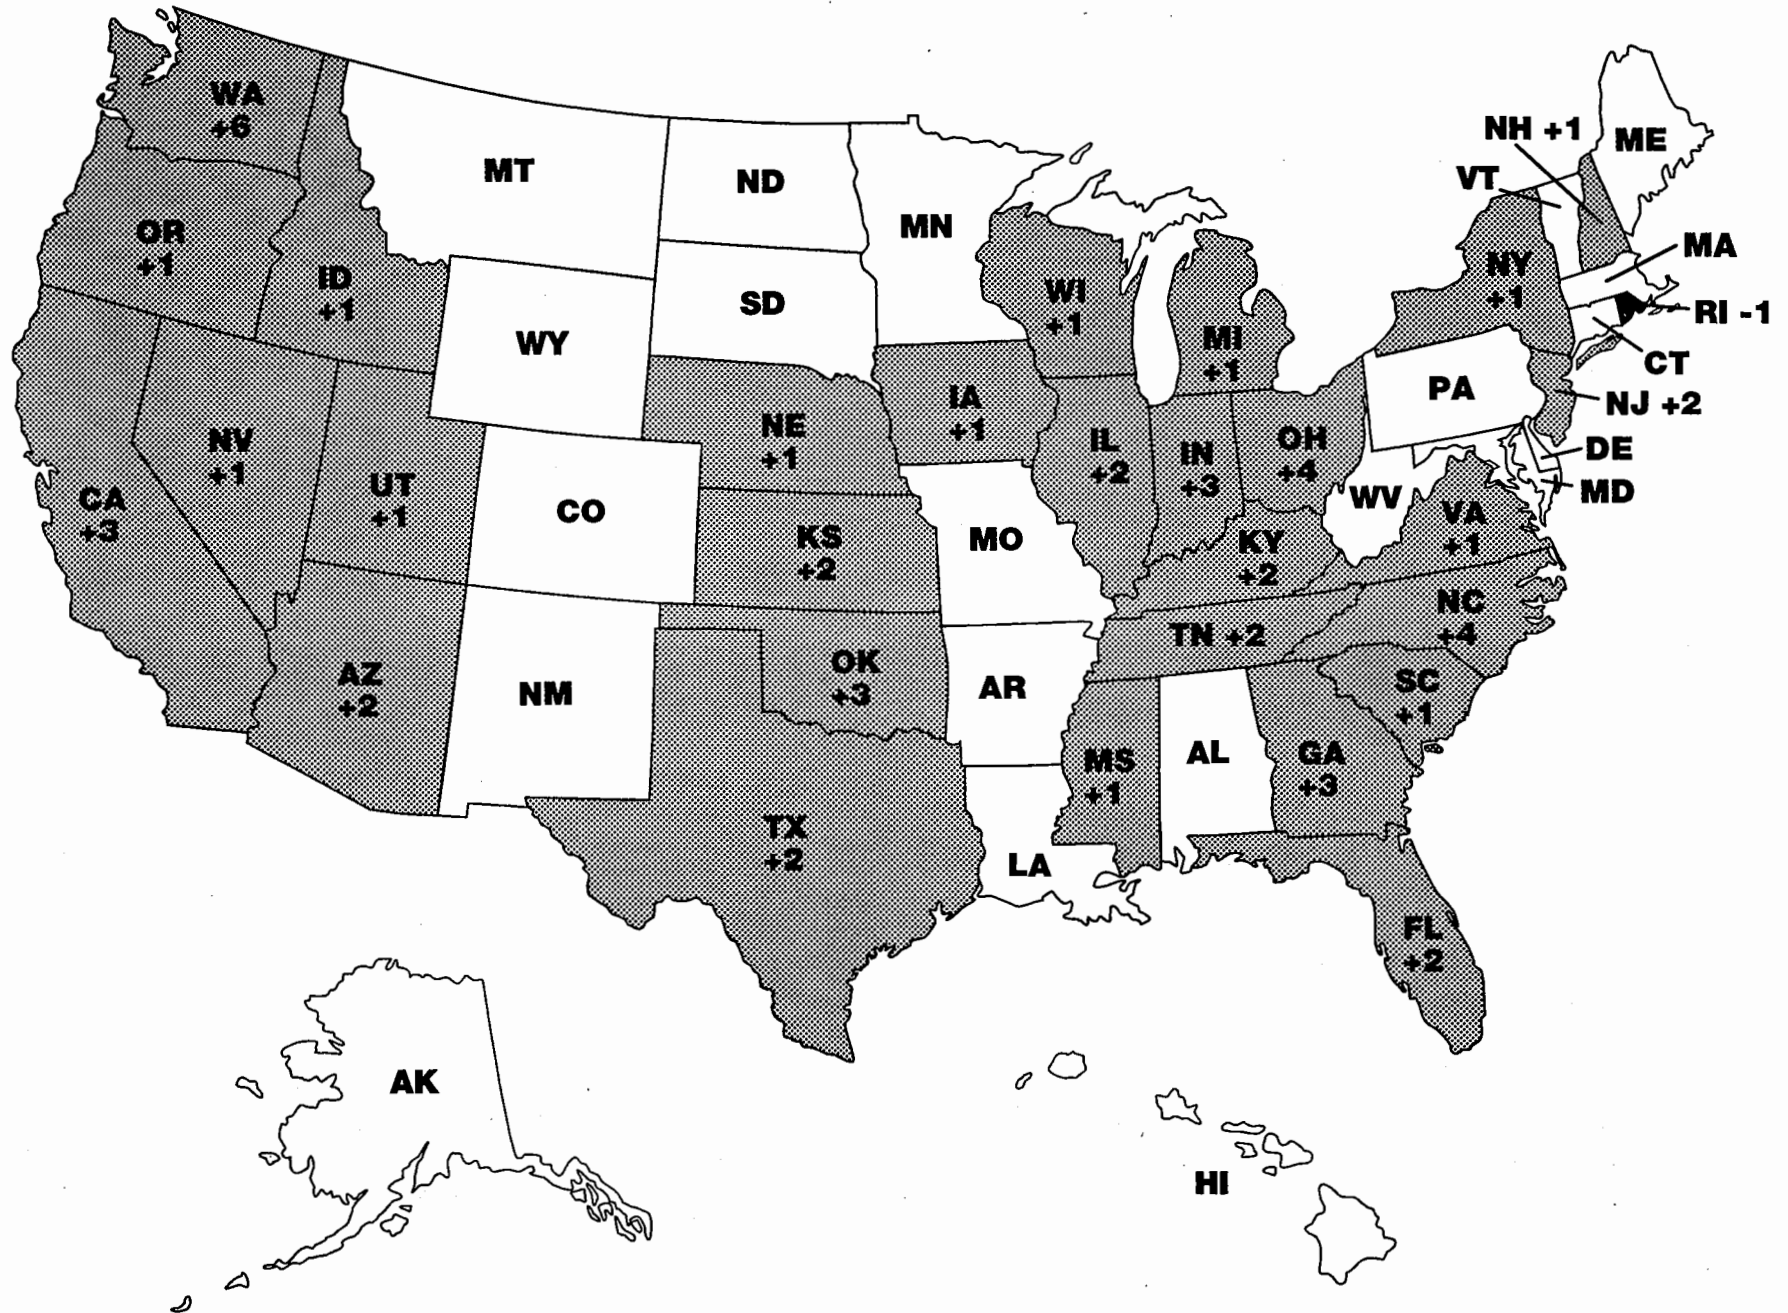 WA
+6
MT
ND
MN
NH +1
ME
VT
OR
+1
ID
+1
SD
WI
+1
NY
+1
MA
RI -1
WY
MI
+1
CT
PA
NJ +2
NV
+1
NE
+1
IA
+1
IL
+2
IN
+3
OH
+4
DE
MD
CA
+3
UT
+1
CO
KS
+2
MO
KY
+2
WV
VA
+1
AZ
+2
NM
OK
+3
AR
TN +2
NC
+4
SC
+1
TX
+2
LA
MS
+1
AL
GA
+3
FL
+2
AK
HI